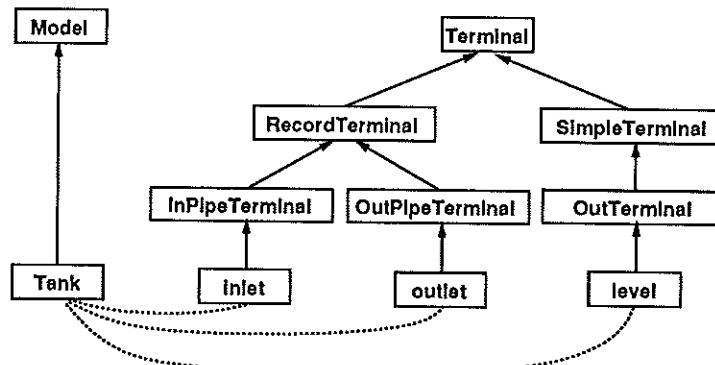 Model
Terminal
RecordTerminal
SimpleTerminal
InPipeTerminal
OutPipeTerminal
OutTerminal
Tank
inlet
outlet
level